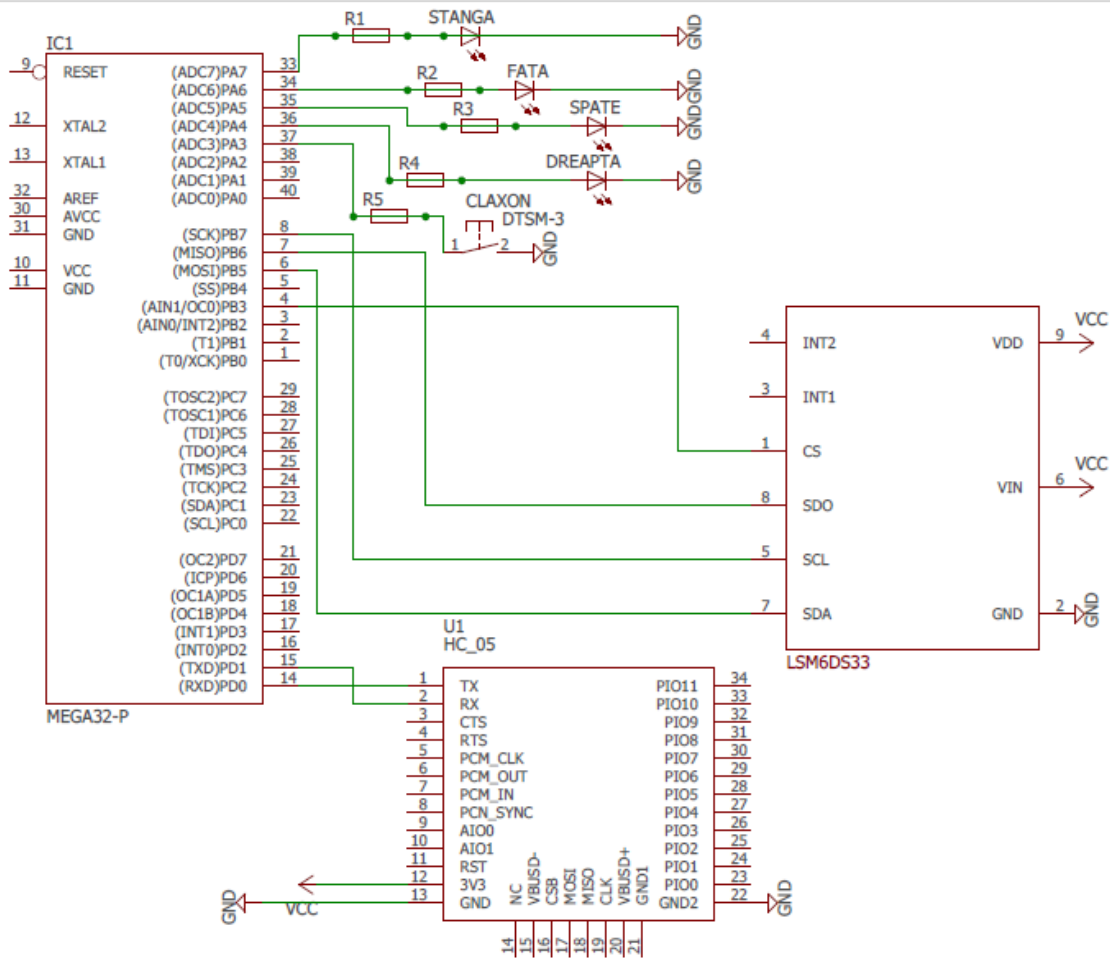 IC1
9 RESET
12 XTAL2
13 XTAL1
32 AREF
30 AVCC
31 GND
10 VCC
11 GND
(ADC7)PA7 33
(ADC6)PA6 34
(ADC5)PA5 35
(ADC4)PA4 36
(ADC3)PA3 37
(ADC2)PA2 38
(ADC1)PA1 39
(ADC0)PA0 40
(SCK)PB7 8
(MISO)PB6 7
(MOSI)PB5 6
(SS)PB4 5
(AIN1/OC0)PB3 4
(AIN0/INT2)PB2 3
(T1)PB1 2
(T0/XCK)PB0 1
(TOSC2)PC7 29
(TOSC1)PC6 28
(TDI)PC5 27
(TDO)PC4 26
(TMS)PC3 25
(TCK)PC2 24
(SDA)PC1 23
(SCL)PC0 22
(OC2)PD7 21
(ICP)PD6 20
(OC1A)PD5 19
(OC1B)PD4 18
(INT1)PD3 17
(INT0)PD2 16
(TXD)PD1 15
(RXD)PD0 14
MEGA32-P
R1 STANGA GND
R2 FATA GND
R3 SPATE GND
R4 DREAPTA GND
R5 CLAXON
DTSM-3
1 2 GND
4 INT2
3 INT1
1 CS
8 SDO
5 SCL
7 SDA
VDD 9 VCC
VIN 6 VCC
GND 2 GND
LSM6DS33
U1
HC_05
1 TX
2 RX
3 CTS
4 RTS
5 PCM_CLK
6 PCM_OUT
7 PCM_IN
8 PCN_SYNC
9 AIO0
10 AIO1
11 RST
VCC 12 3V3
GND 13 GND
14 NC
15 VBUSD-
16 CSB
17 MOSI
18 MISO
19 CLK
20 VBUSD+
21 GND1
PIO11 34
PIO10 33
PIO9 32
PIO8 31
PIO7 30
PIO6 29
PIO5 28
PIO4 27
PIO3 26
PIO2 25
PIO1 24
PIO0 23
GND2 22 GND